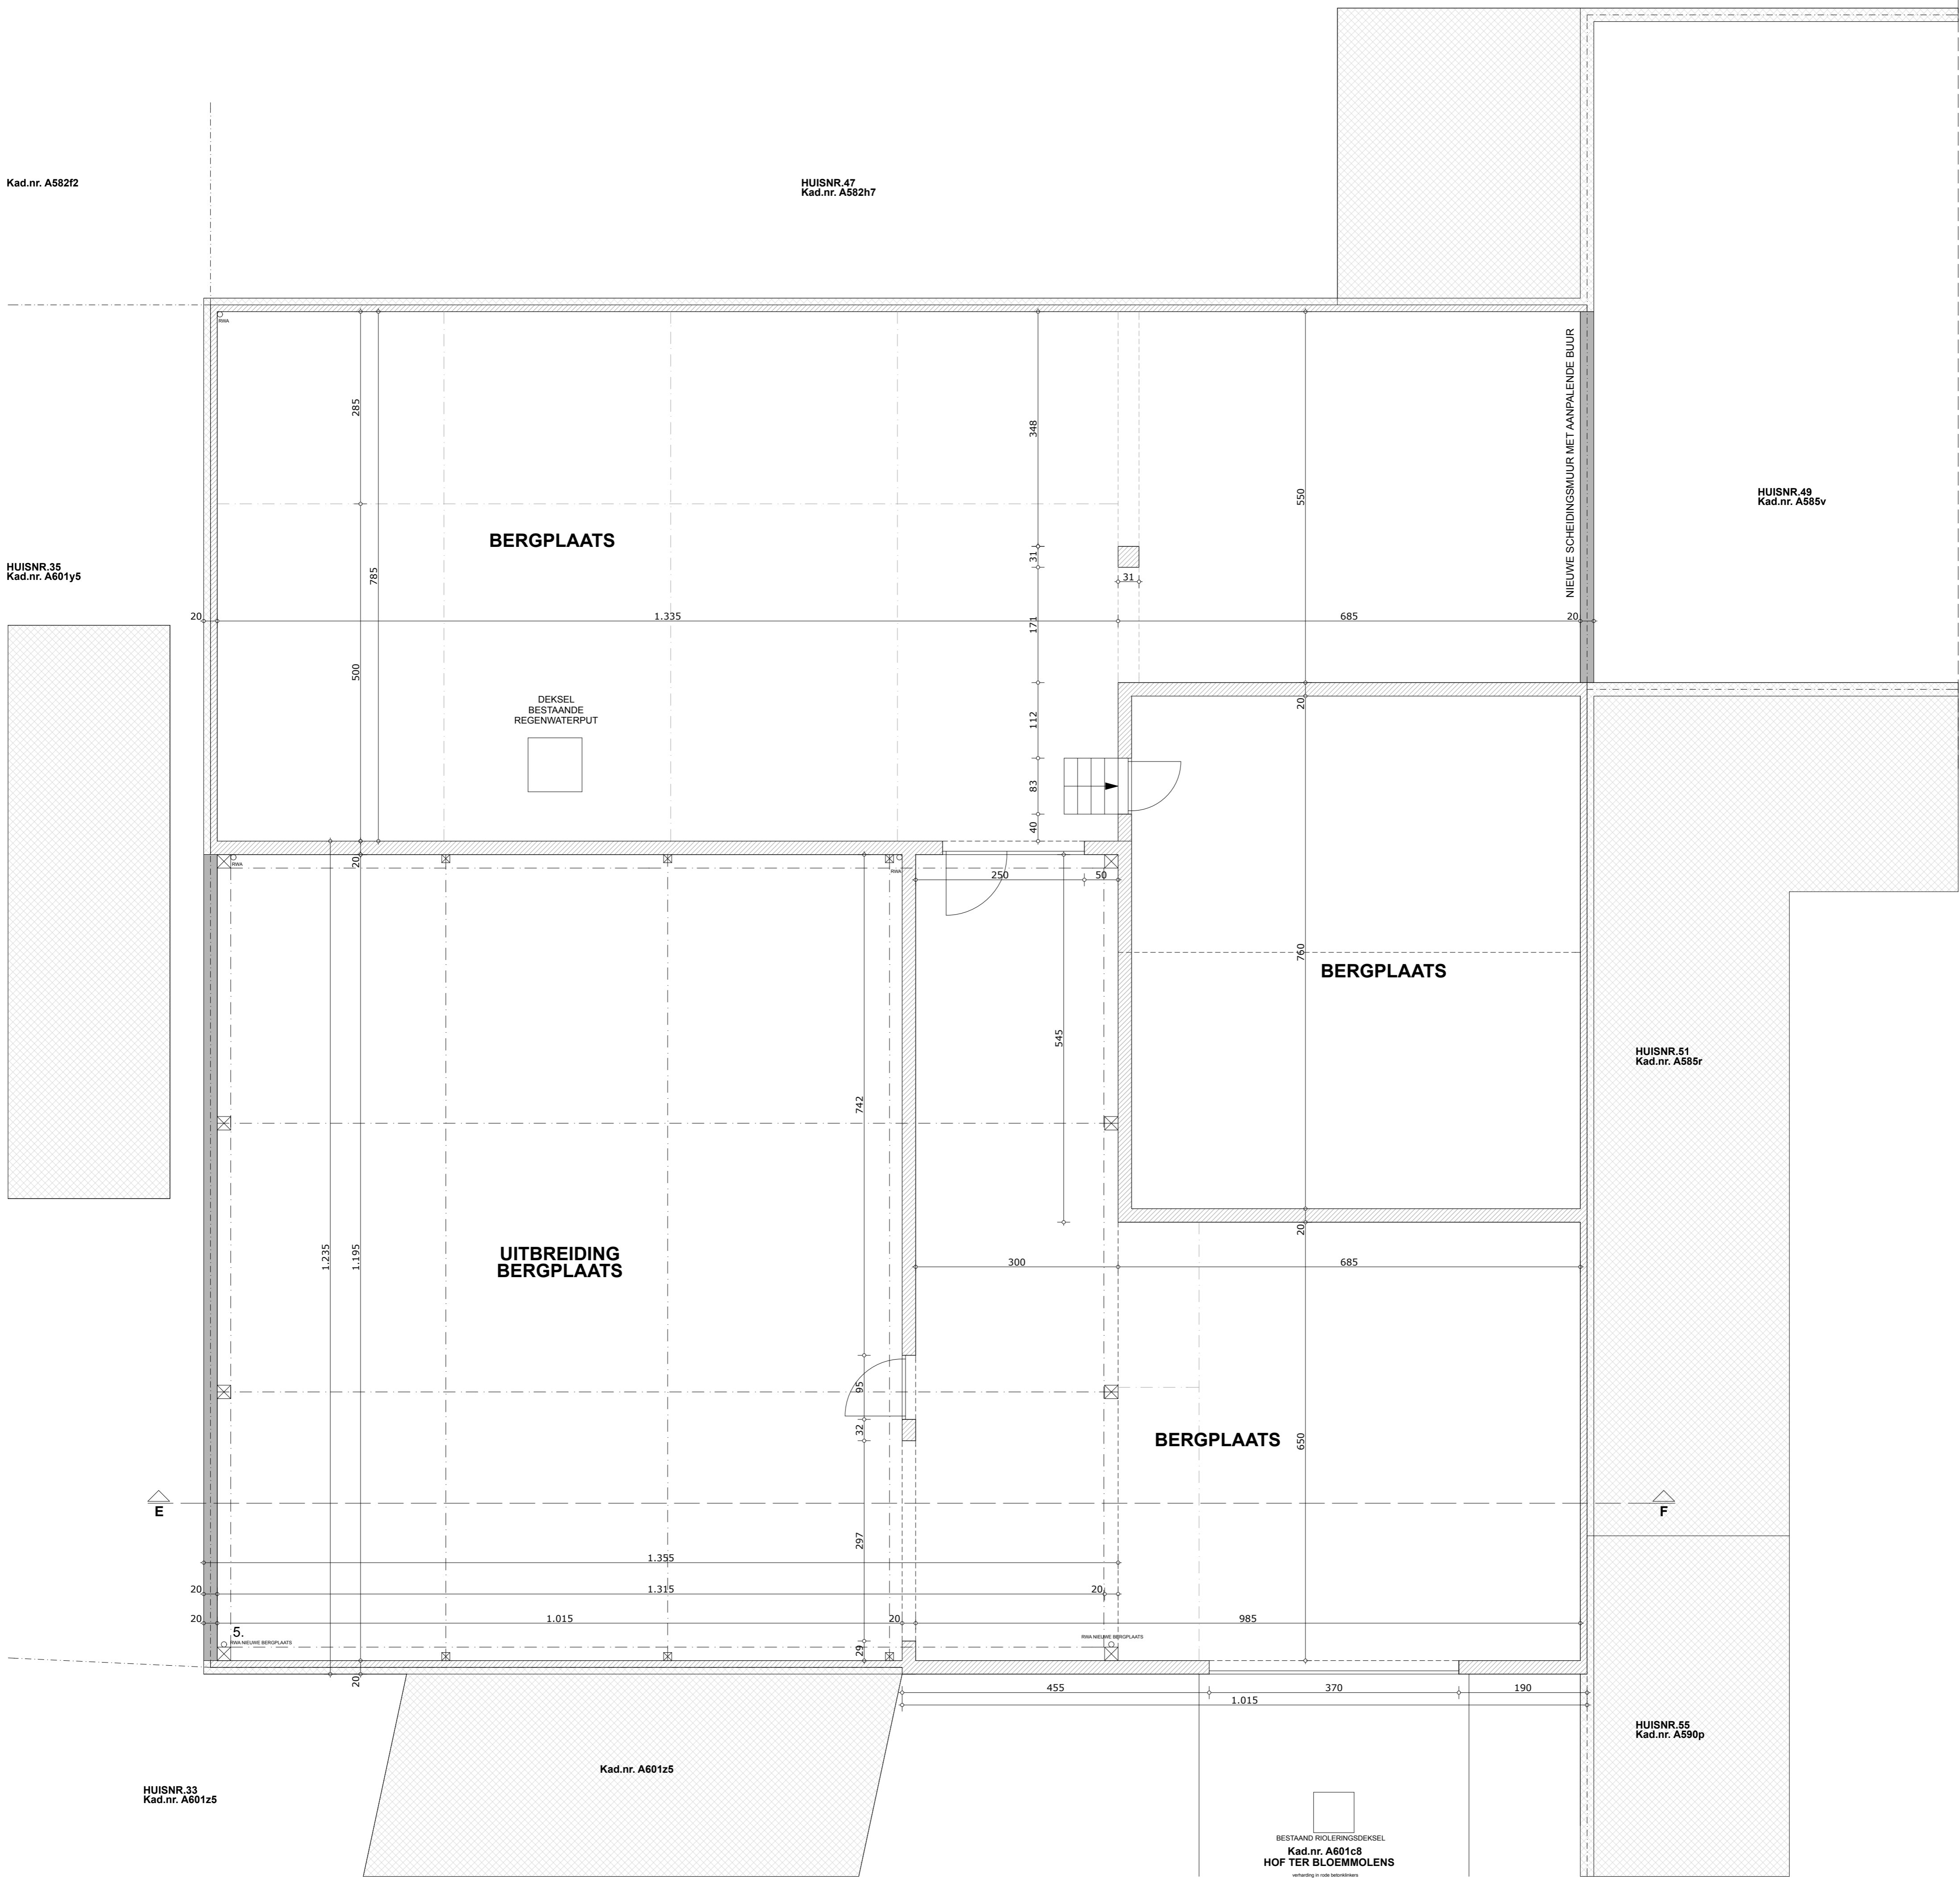 Kad.nr. A582f2
HUISNR.47
Kad.nr. A582h7
RWA
285
785
348
550
NIEUWE SCHEIDINGSMUUR MET AANPALENDE BUUR
HUISNR.49
Kad.nr. A585v
BERGPLAATS
31
31
HUISNR.35
Kad.nr. A601y5
20
1.335
171
685
20
500
DEKSEL
BESTAANDE
REGENWATERPUT
112
20
83
40
20
RWA
RWA
250
50
760
BERGPLAATS
545
HUISNR.51
Kad.nr. A585r
742
1.235
1.195
UITBREIDING
BERGPLAATS
20
300
685
95
32
BERGPLAATS
650
E
F
297
1.355
20
1.315
20
20
1.015
20
985
5.
RWA NIEUWE BERGPLAATS
RWA NIEUWE BERGPLAATS
29
20
455
370
190
1.015
HUISNR.55
Kad.nr. A590p
Kad.nr. A601z5
HUISNR.33
Kad.nr. A601z5
BESTAAND RIOLERINGSDEKSEL
Kad.nr. A601c8
HOF TER BLOEMMOLENS
verharding in rode betonklinkers